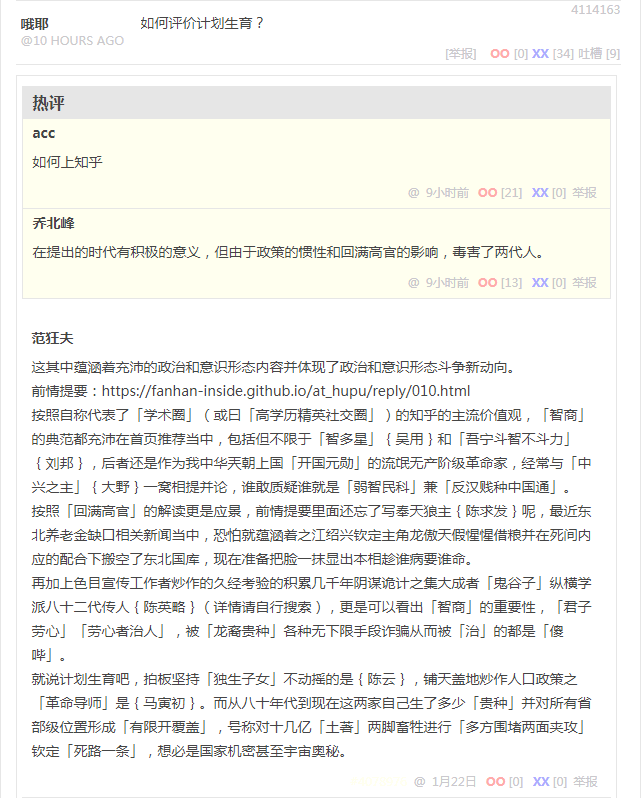 4114163
哦耶
如何评价计划生育？
@10 HOURS AGO
[举报] OO [0] XX [34] 吐槽 [9]
热评
acc
如何上知乎
@ 9小时前 OO [21] XX [0] 举报
乔北峰
在提出的时代有积极的意义，但由于政策的惯性和回满高官的影响，毒害了两代人。
@ 9小时前 OO [13] XX [0] 举报
范狂夫
这其中蕴涵着充沛的政治和意识形态内容并体现了政治和意识形态斗争新动向。
前情提要：https://fanhan-inside.github.io/at_hupu/reply/010.html
按照自称代表了「学术圈」（或曰「高学历精英社交圈」）的知乎的主流价值观，「智商」
的典范都充沛在首页推荐当中，包括但不限于「智多星」｛吴用｝和「吾宁斗智不斗力」
｛刘邦｝，后者还是作为我中华天朝上国「开国元勋」的流氓无产阶级革命家，经常与「中
兴之主」｛大野｝一窝相提并论，谁敢质疑谁就是「弱智民科」兼「反汉贱种中国通」。
按照「回满高官」的解读更是应景，前情提要里面还忘了写奉天狼主｛陈求发｝呢，最近东
北养老金缺口相关新闻当中，恐怕就蕴涵着之江绍兴钦定主角龙傲天假惺惺借粮并在死间内
应的配合下搬空了东北国库，现在准备把脸一抹显出本相趁谁病要谁命。
再加上色目宣传工作者炒作的久经考验的积累几千年阴谋诡计之集大成者「鬼谷子」纵横学
派八十二代传人｛陈英略｝（详情请自行搜索），更是可以看出「智商」的重要性，「君子
劳心」「劳心者治人」，被「龙裔贵种」各种无下限手段诈骗从而被「治」的都是「傻
哔」。
就说计划生育吧，拍板坚持「独生子女」不动摇的是｛陈云｝，铺天盖地炒作人口政策之
「革命导师」是｛马寅初｝。而从八十年代到现在这两家自己生了多少「贵种」并对所有省
部级位置形成「有限开覆盖」，号称对十几亿「土著」两脚畜牲进行「多方围堵两面夹攻」
钦定「死路一条」，想必是国家机密甚至宇宙奥秘。
@ 1月22日 OO [0] XX [0] 举报